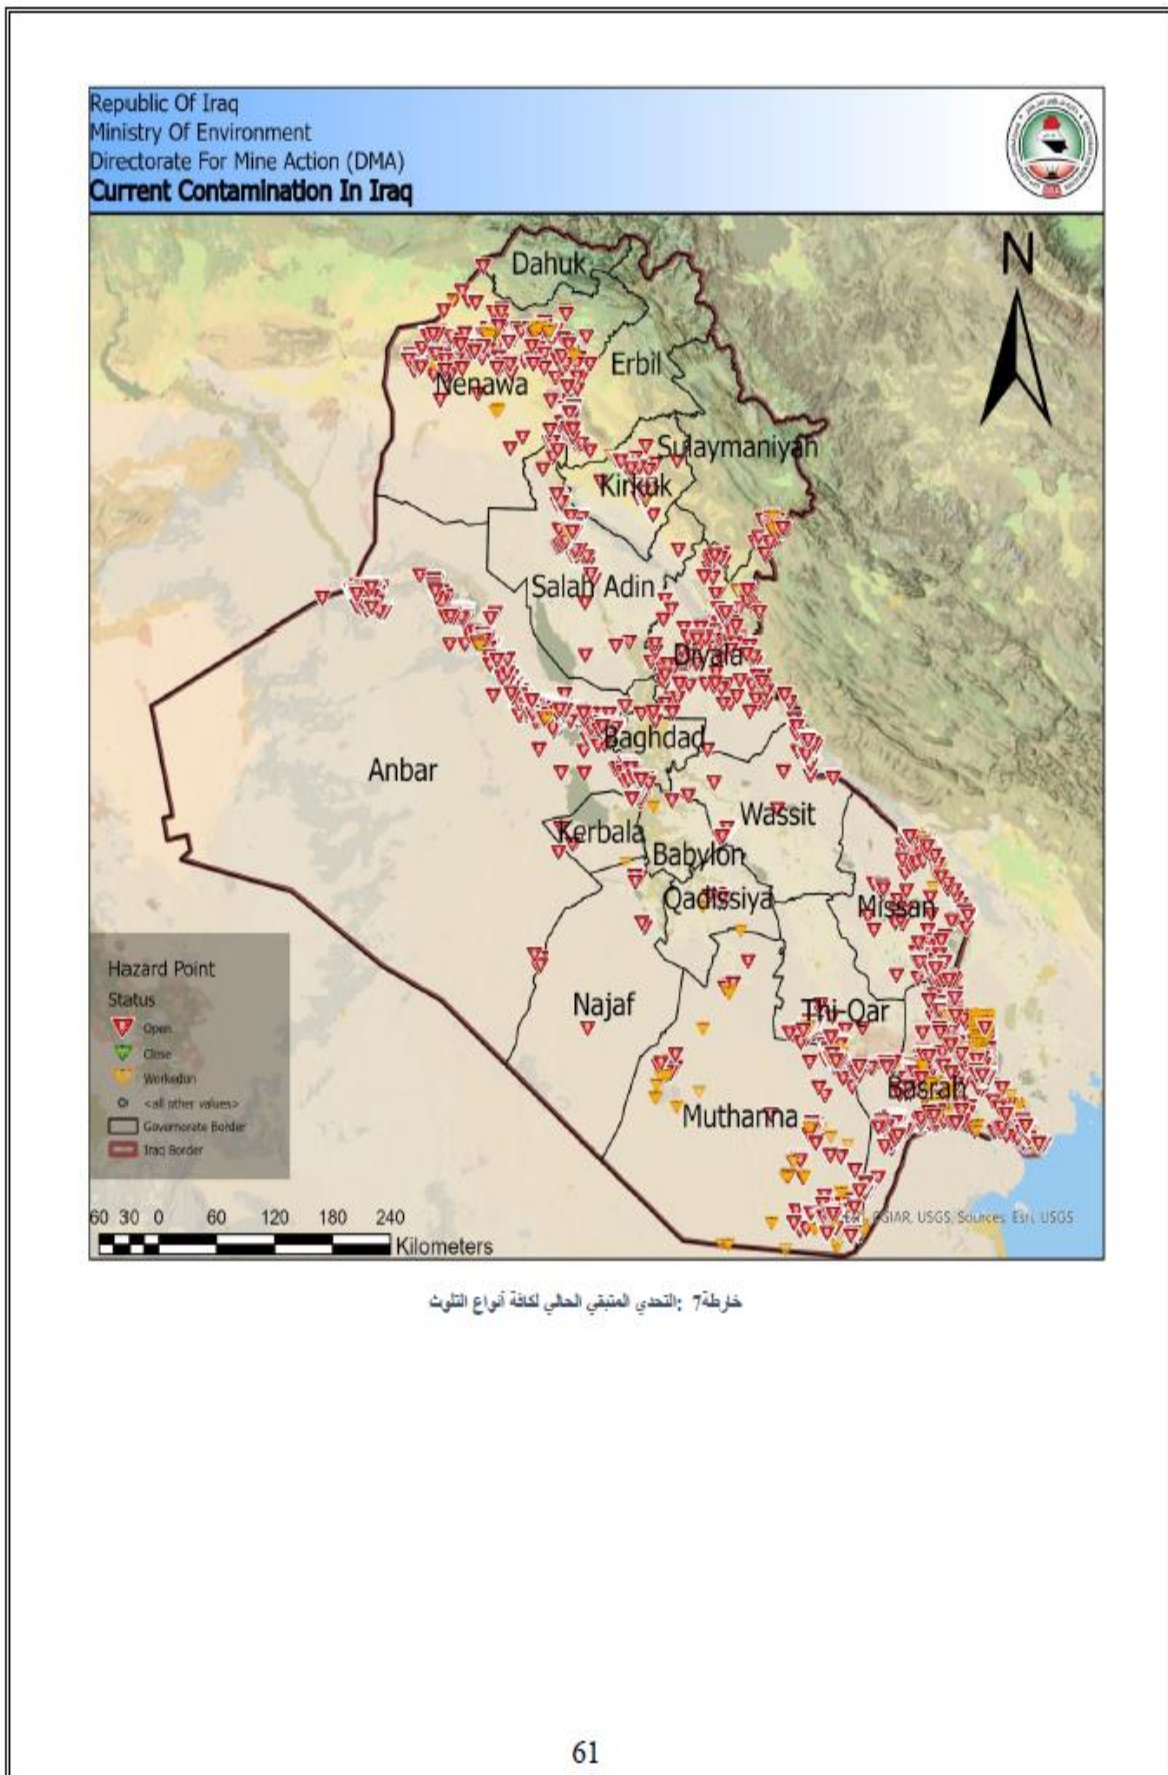 Republic Of Iraq
Ministry Of Environment
Directorate For Mine Action (DMA)
Current Contamination In Iraq
N
Dahuk
Erbil
Nenawa
Sulaymaniyah
Kirkuk
Salah Adin
Diyala
Baghdad
Anbar
Wassit
Kerbala
Babylon
Qadissiya
Missan
Najaf
Thi-Qar
Basrah
Muthanna
Hazard Point
Status
Open
Close
Workedon
<all other values>
Governorate Border
Iraq Border
60 30 0 60 120 180 240
Kilometers
CGIAR, USGS, Sources: Esri, USGS
خارطة7 :التحدي المتبقي الحالي لكافة أنواع التلوث
61